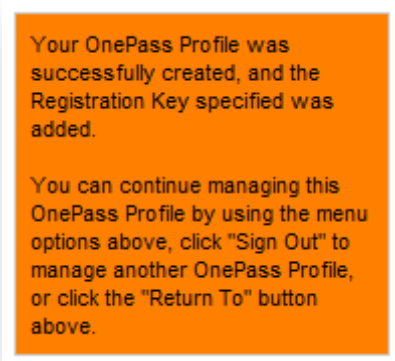 Your OnePass Profile was
successfully created, and the
Registration Key specified was
added.
You can continue managing this
OnePass Profile by using the menu
options above, click "Sign Out" to
manage another OnePass Profile,
or click the "Return To" button
above.